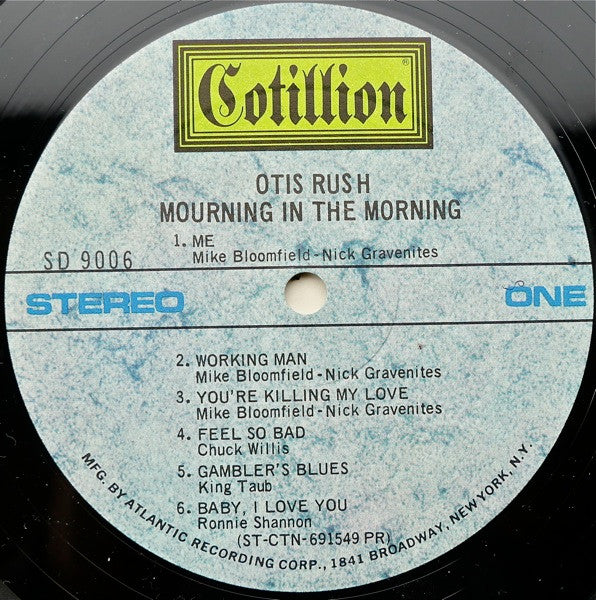 Cotillion
®
OTIS RUSH
MOURNING IN THE MORNING
1. ME
Mike Bloomfield-Nick Gravenites
SD 9006
STEREO
ONE
2. WORKING MAN
Mike Bloomfield-Nick Gravenites
3. YOU'RE KILLING MY LOVE
Mike Bloomfield-Nick Gravenites
4. FEEL SO BAD
Chuck Willis
5. GAMBLER'S BLUES
King Taub
6. BABY, I LOVE YOU
Ronnie Shannon
(ST-CTN-691549 PR)
MFG. BY ATLANTIC RECORDING CORP., 1841 BROADWAY, NEW YORK, N.Y.